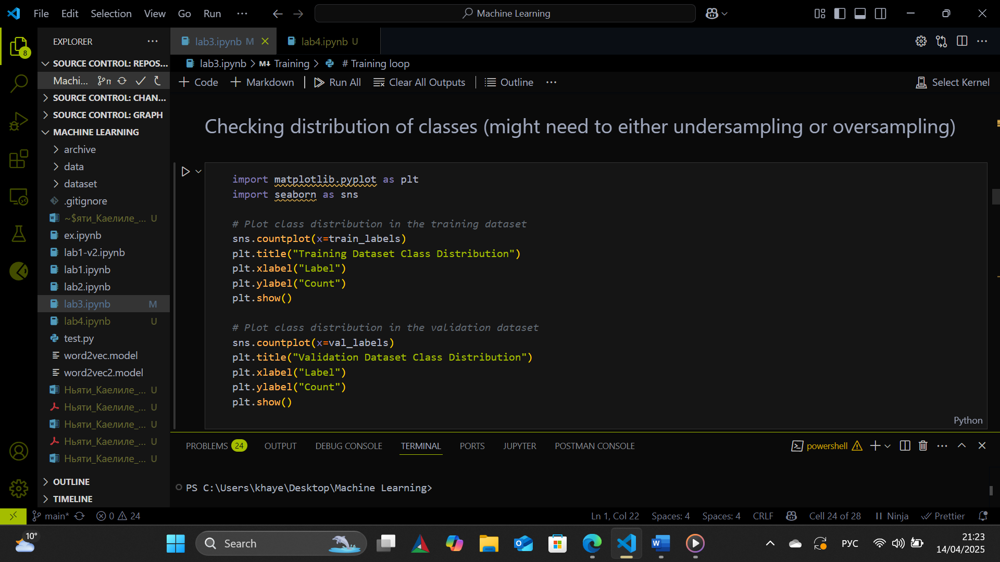 File Edit Selection View Go Run ···
Machine Learning
EXPLORER ···
SOURCE CONTROL: REPOS...
Machi...
SOURCE CONTROL: CHAN...
SOURCE CONTROL: GRAPH
MACHINE LEARNING
archive
data
dataset
.gitignore
~$яти_Каелиле_... U
ex.ipynb
lab1-v2.ipynb
lab1.ipynb
lab2.ipynb
lab3.ipynb M
lab4.ipynb U
test.py
word2vec.model
word2vec2.model
Ньяти_Каелиле_... U
Ньяти_Каелиле_... U
Ньяти_Каелиле_... U
Ньяти_Каелиле_... U
Ньяти_Каелиле_... U
OUTLINE
TIMELINE
8
lab3.ipynb M
lab4.ipynb U
lab3.ipynb > M↓ Training > # Training loop
+ Code + Markdown Run All Clear All Outputs Outline ··· Select Kernel
Checking distribution of classes (might need to either undersampling or oversampling)
import matplotlib.pyplot as plt
import seaborn as sns
# Plot class distribution in the training dataset
sns.countplot(x=train_labels)
plt.title("Training Dataset Class Distribution")
plt.xlabel("Label")
plt.ylabel("Count")
plt.show()
# Plot class distribution in the validation dataset
sns.countplot(x=val_labels)
plt.title("Validation Dataset Class Distribution")
plt.xlabel("Label")
plt.ylabel("Count")
plt.show()
Python
PROBLEMS 24 OUTPUT DEBUG CONSOLE TERMINAL PORTS JUPYTER POSTMAN CONSOLE powershell
PS C:\Users\khaye\Desktop\Machine Learning>
main* 0 24 Ln 1, Col 22 Spaces: 4 Spaces: 4 CRLF Cell 24 of 28 Ninja Prettier
10° Search РУС 21:23
14/04/2025